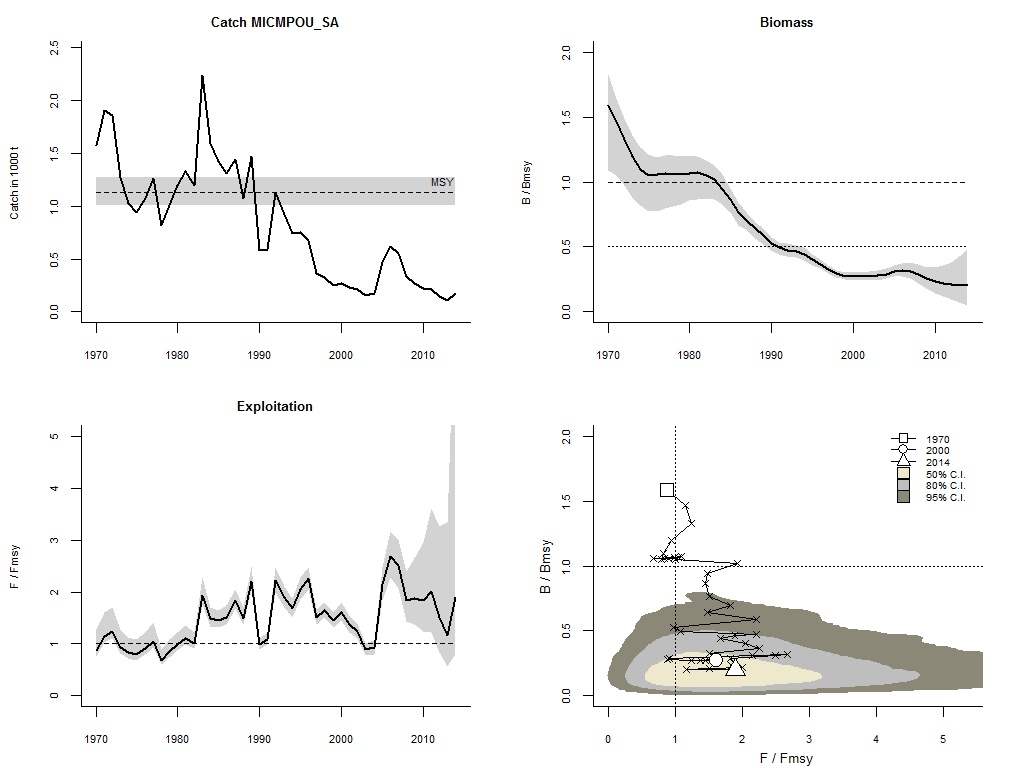 Catch MICMPOU_SA
Catch in 1000 t
2.5
2.0
1.5
1.0
0.5
0.0
MSY
1970 1980 1990 2000 2010
Biomass
B / Bmsy
2.0
1.5
1.0
0.5
0.0
1970 1980 1990 2000 2010
Exploitation
F / Fmsy
5
4
3
2
1
0
1970 1980 1990 2000 2010
B / Bmsy
2.0
1.5
1.0
0.5
0.0
1970
2000
2014
50% C.I.
80% C.I.
95% C.I.
0 1 2 3 4 5
F / Fmsy